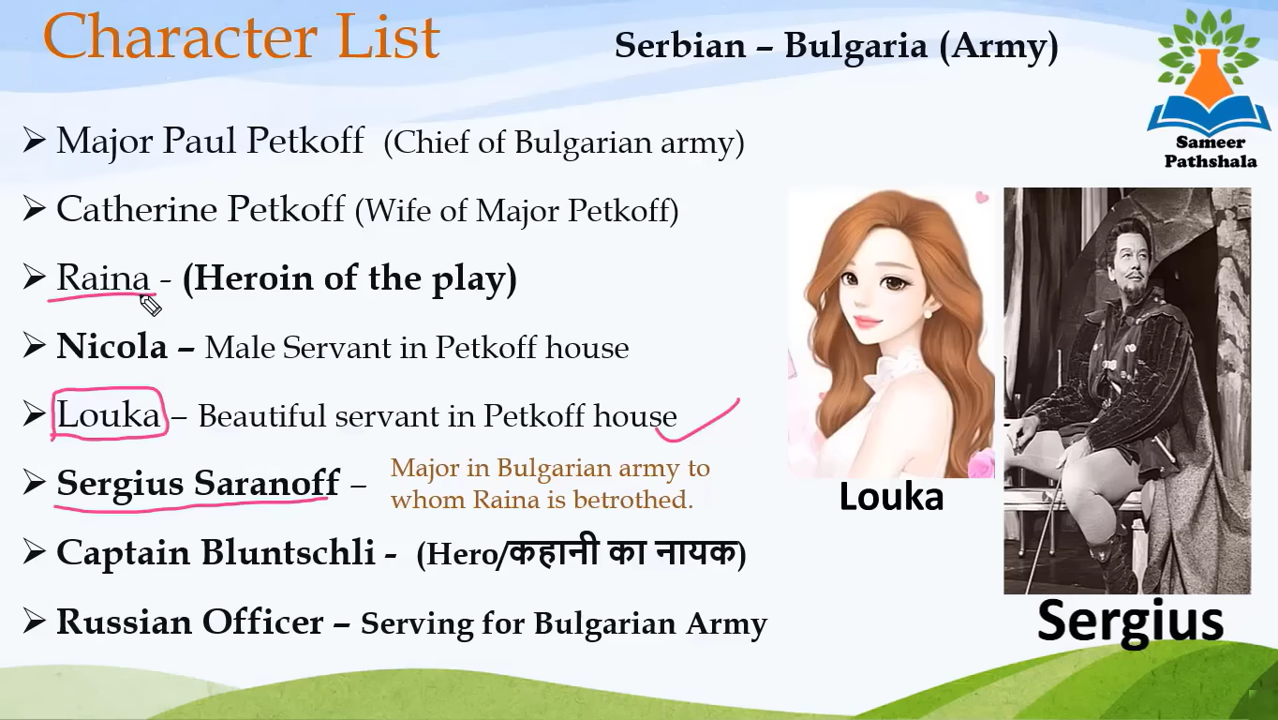 Character List
Serbian – Bulgaria (Army)
Sameer
Pathshala
Major Paul Petkoff (Chief of Bulgarian army)
Catherine Petkoff (Wife of Major Petkoff)
Raina - (Heroin of the play)
Nicola – Male Servant in Petkoff house
Louka – Beautiful servant in Petkoff house
Sergius Saranoff – Major in Bulgarian army to
whom Raina is betrothed.
Captain Bluntschli - (Hero/कहानी का नायक)
Russian Officer – Serving for Bulgarian Army
Louka
Sergius